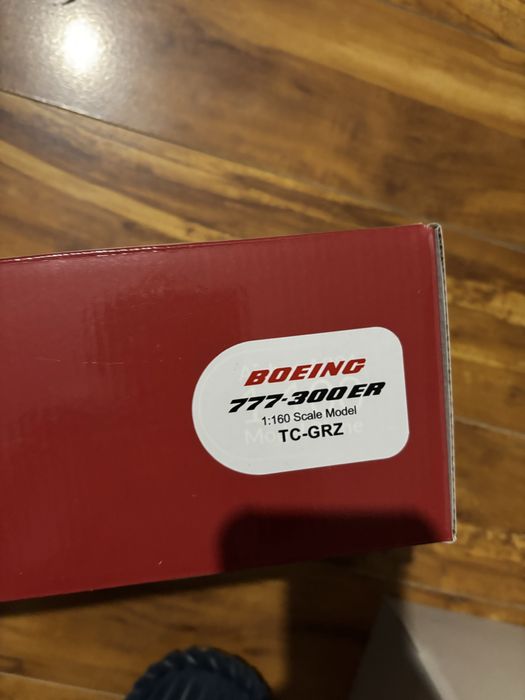 BOEING
777-300ER
1:160 Scale Model
TC-GRZ